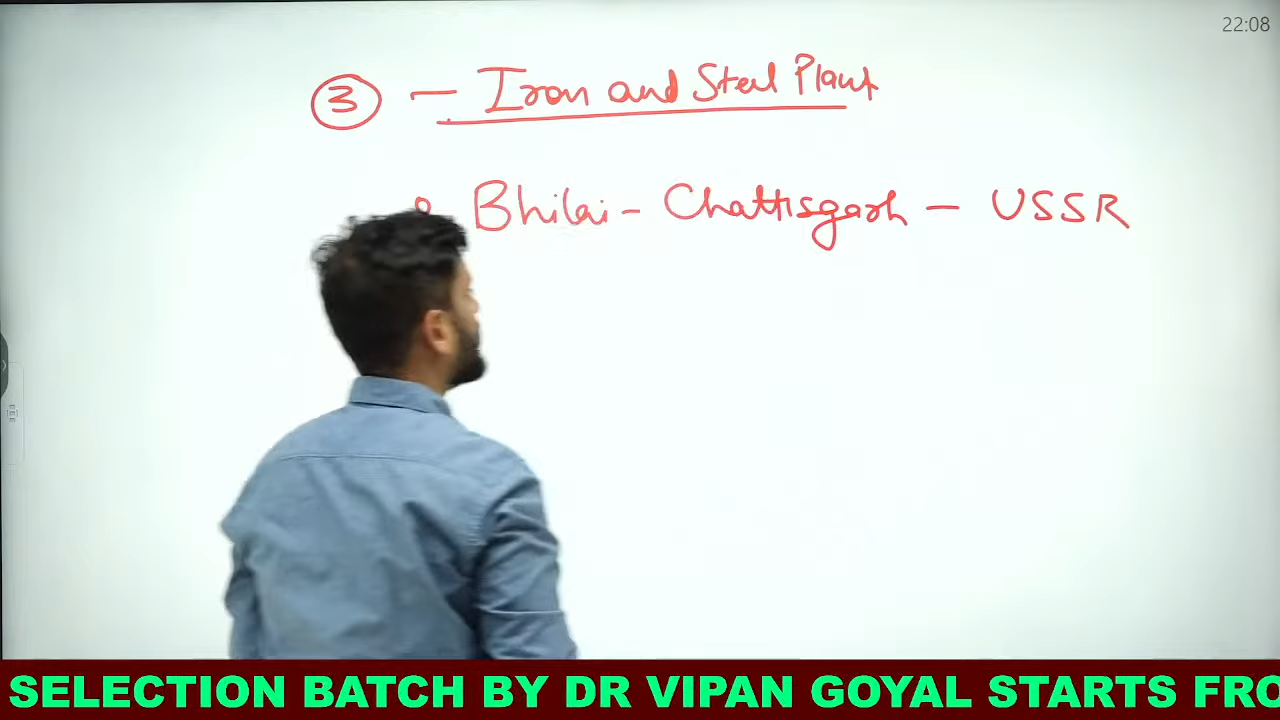 22:08
3 - Iron and Steel Plant
Bhilai - Chattisgarh - USSR
SELECTION BATCH BY DR VIPAN GOYAL STARTS FRO